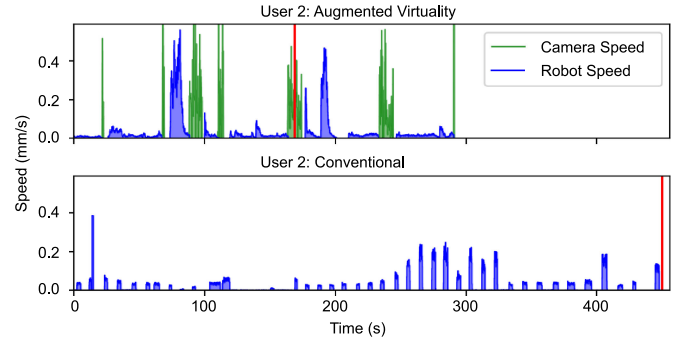 User 2: Augmented Virtuality
Camera Speed
Robot Speed
0.4
0.2
0.0
User 2: Conventional
Speed (mm/s)
0.4
0.2
0.0
0 100 200 300 400
Time (s)